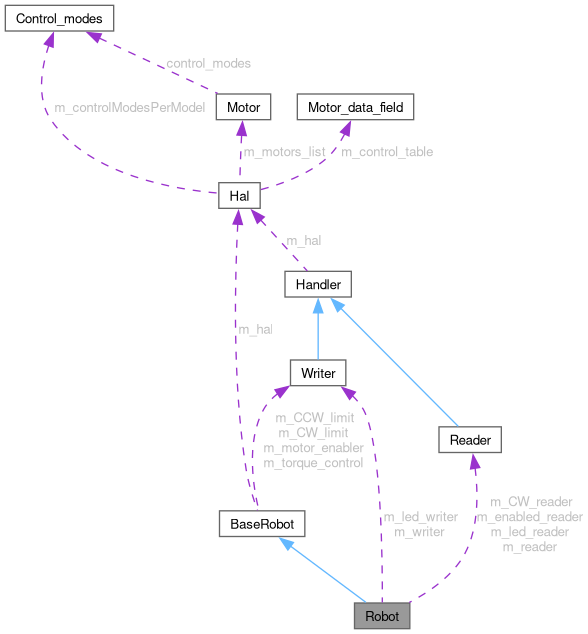 Control_modes
control_modes
m_controlModesPerModel
Motor
Motor_data_field
m_motors_list
m_control_table
Hal
m_hal
Handler
m_hal
Writer
m_CCW_limit
m_CW_limit
m_motor_enabler
m_torque_control
Reader
m_led_writer
m_writer
m_CW_reader
m_enabled_reader
m_led_reader
m_reader
BaseRobot
Robot